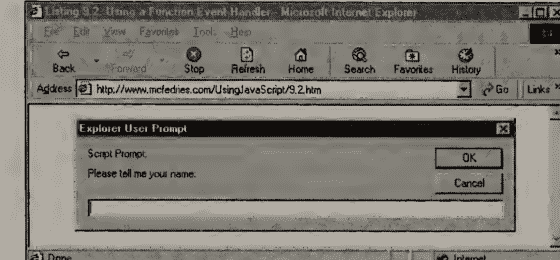 Listing 9.2. Using a Function Event Handler - Microsoft Internet Explorer
File Edit View Favorites Tools Help
Back Forward Stop Refresh Home Search Favorites History
Address http://www.mcfedries.com/UsingJavaScript/9.2.htm Go Links
Explorer User Prompt
Script Prompt:
OK
Please tell me your name:
Cancel
Done Internet